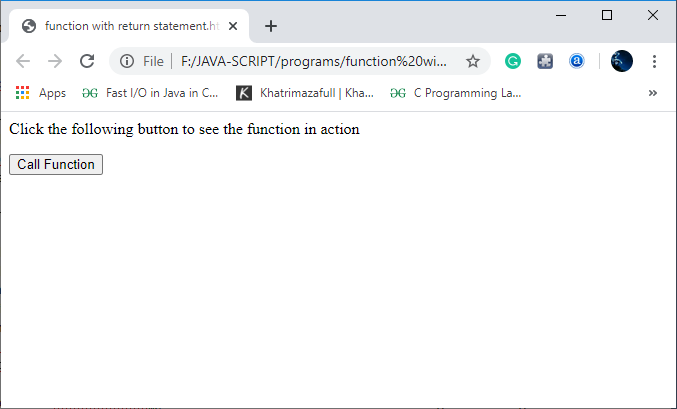 function with return statement.ht
File
F:/JAVA-SCRIPT/programs/function%20wi...
Apps
Fast I/O in Java in C...
Khatrimazafull | Kha...
C Programming La...
Click the following button to see the function in action
Call Function